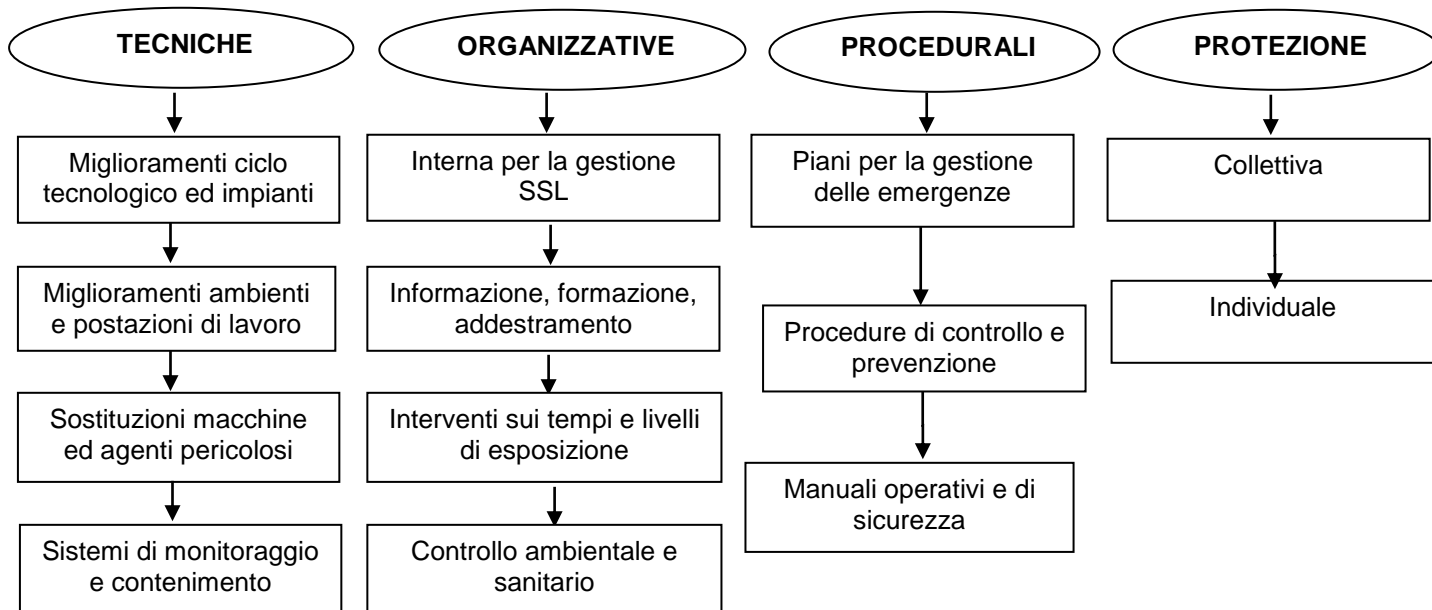 TECNICHE
Miglioramenti ciclo
tecnologico ed impianti
Miglioramenti ambienti
e postazioni di lavoro
Sostituzioni macchine
ed agenti pericolosi
Sistemi di monitoraggio
e contenimento
ORGANIZZATIVE
Interna per la gestione
SSL
Informazione, formazione,
addestramento
Interventi sui tempi e livelli
di esposizione
Controllo ambientale e
sanitario
PROCEDURALI
Piani per la gestione
delle emergenze
Procedure di controllo e
prevenzione
Manuali operativi e di
sicurezza
PROTEZIONE
Collettiva
Individuale